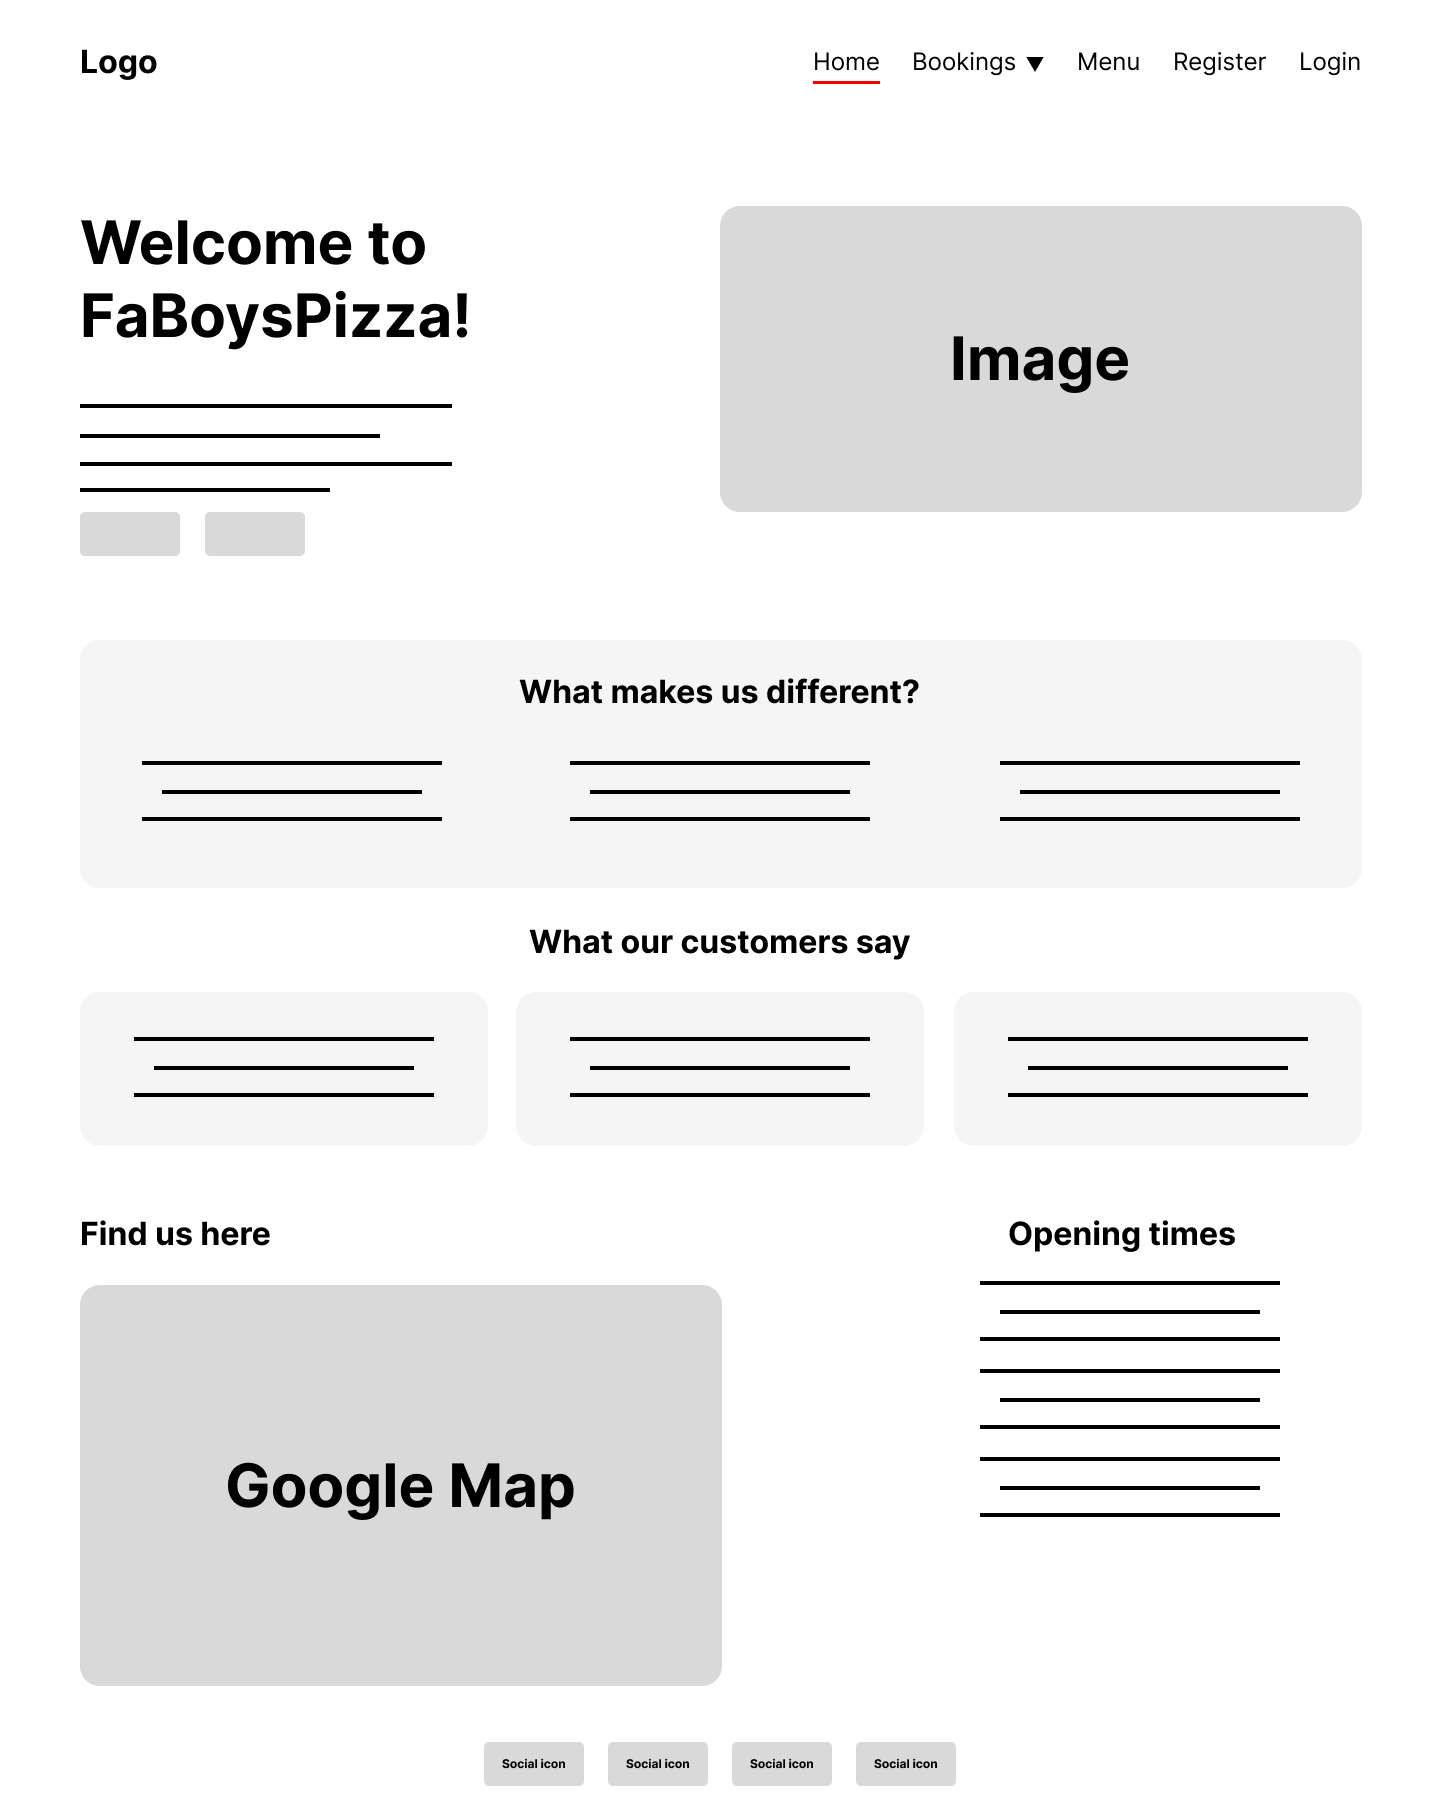 Logo
Home Bookings ▼ Menu Register Login
Welcome to
FaBoysPizza!
Image
What makes us different?
What our customers say
Find us here
Opening times
Google Map
Social icon Social icon Social icon Social icon